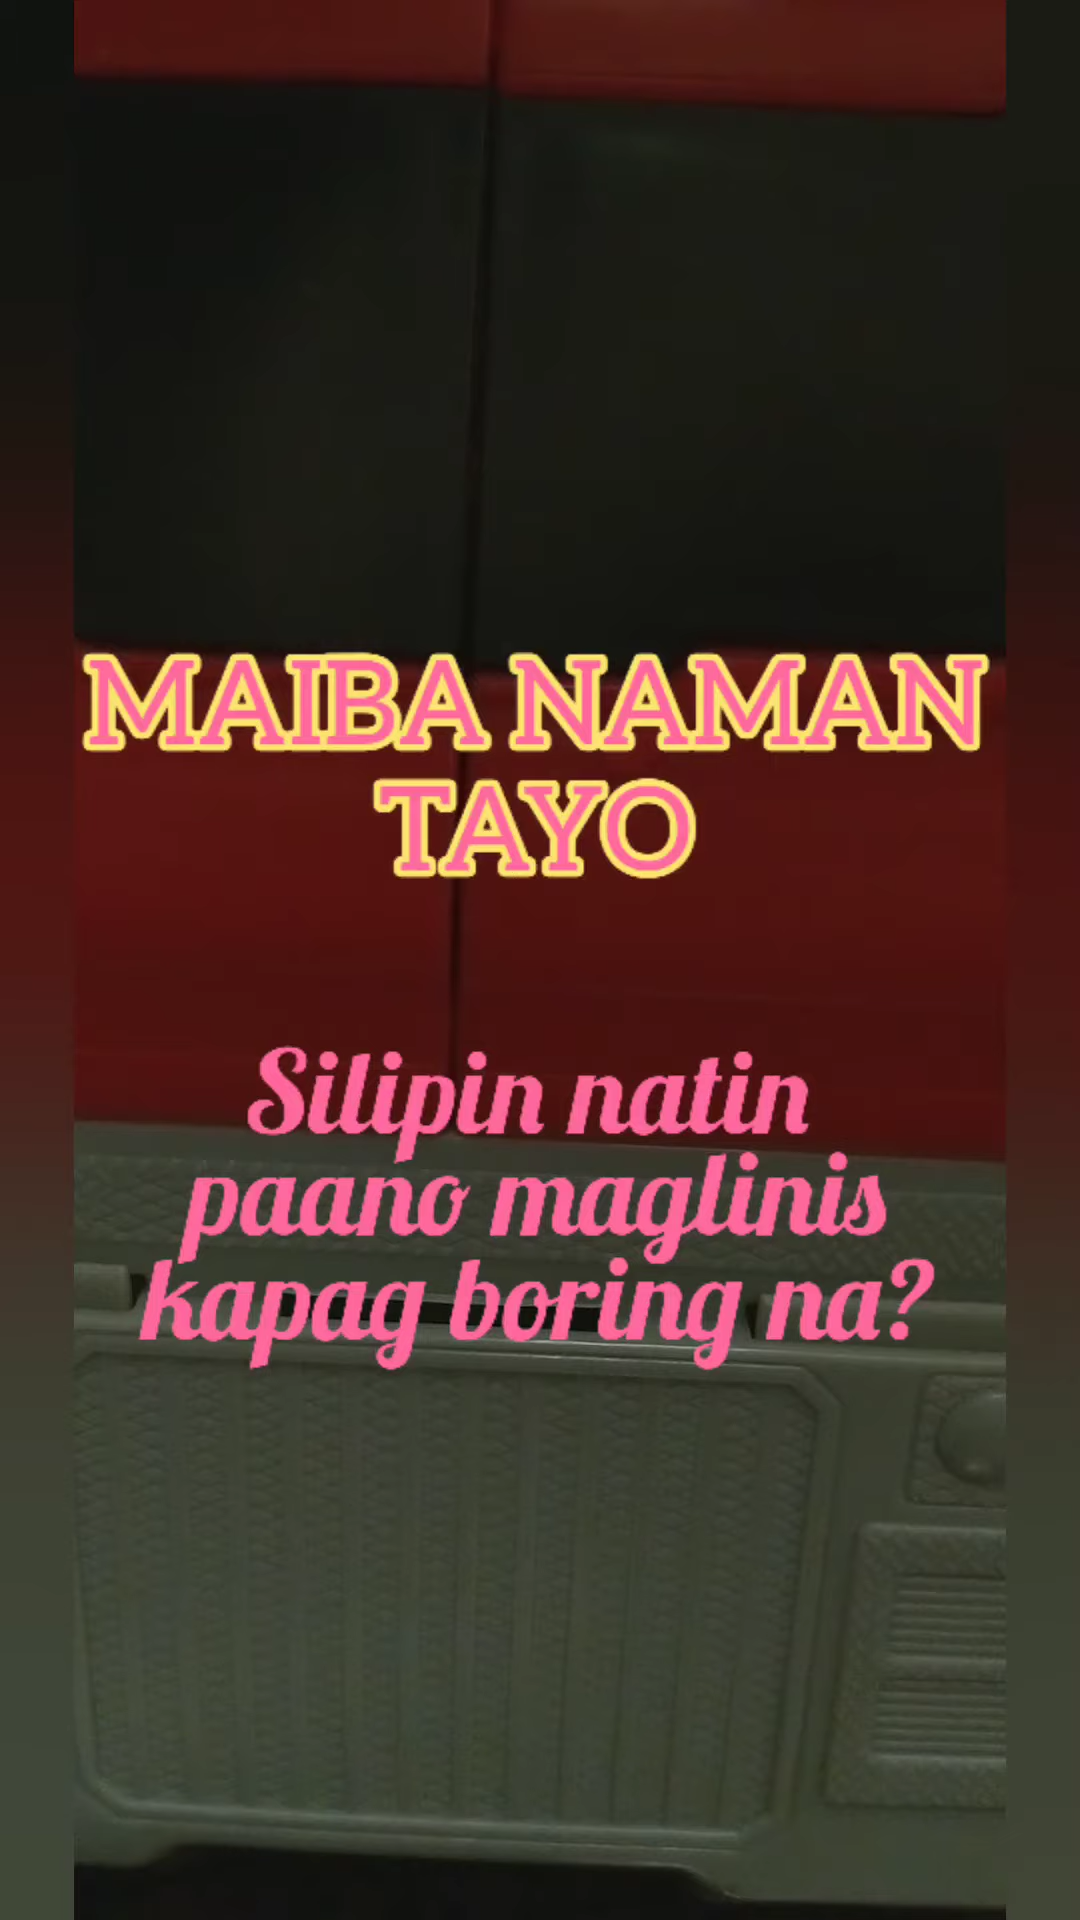 MAIBA NAMAN
TAYO
Silipin natin
paano maglinis
kapag boring na?